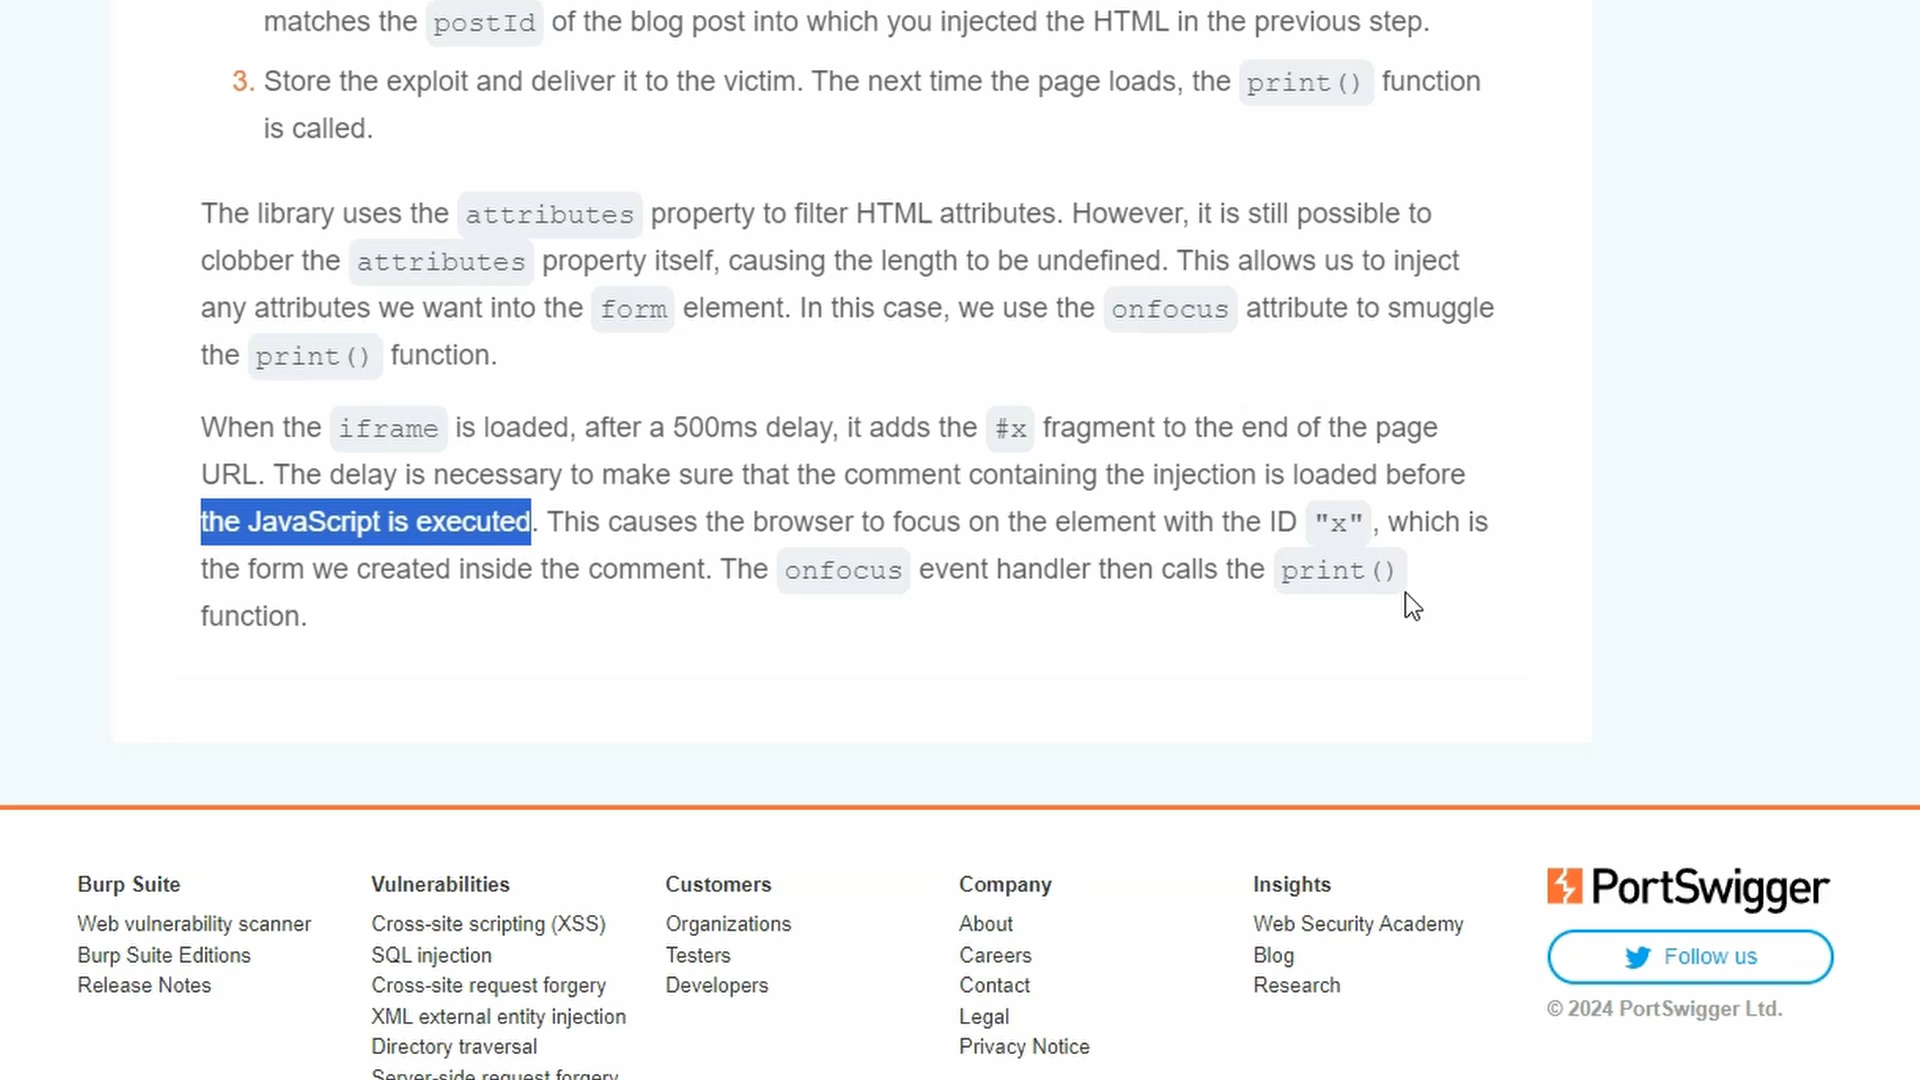 matches the postId of the blog post into which you injected the HTML in the previous step.
3. Store the exploit and deliver it to the victim. The next time the page loads, the print() function
is called.
The library uses the attributes property to filter HTML attributes. However, it is still possible to
clobber the attributes property itself, causing the length to be undefined. This allows us to inject
any attributes we want into the form element. In this case, we use the onfocus attribute to smuggle
the print() function.
When the iframe is loaded, after a 500ms delay, it adds the #x fragment to the end of the page
URL. The delay is necessary to make sure that the comment containing the injection is loaded before
the JavaScript is executed. This causes the browser to focus on the element with the ID "x", which is
the form we created inside the comment. The onfocus event handler then calls the print()
function.
Burp Suite
Web vulnerability scanner
Burp Suite Editions
Release Notes
Vulnerabilities
Cross-site scripting (XSS)
SQL injection
Cross-site request forgery
XML external entity injection
Directory traversal
Server-side request forgery
Customers
Organizations
Testers
Developers
Company
About
Careers
Contact
Legal
Privacy Notice
Insights
Web Security Academy
Blog
Research
PortSwigger
Follow us
© 2024 PortSwigger Ltd.